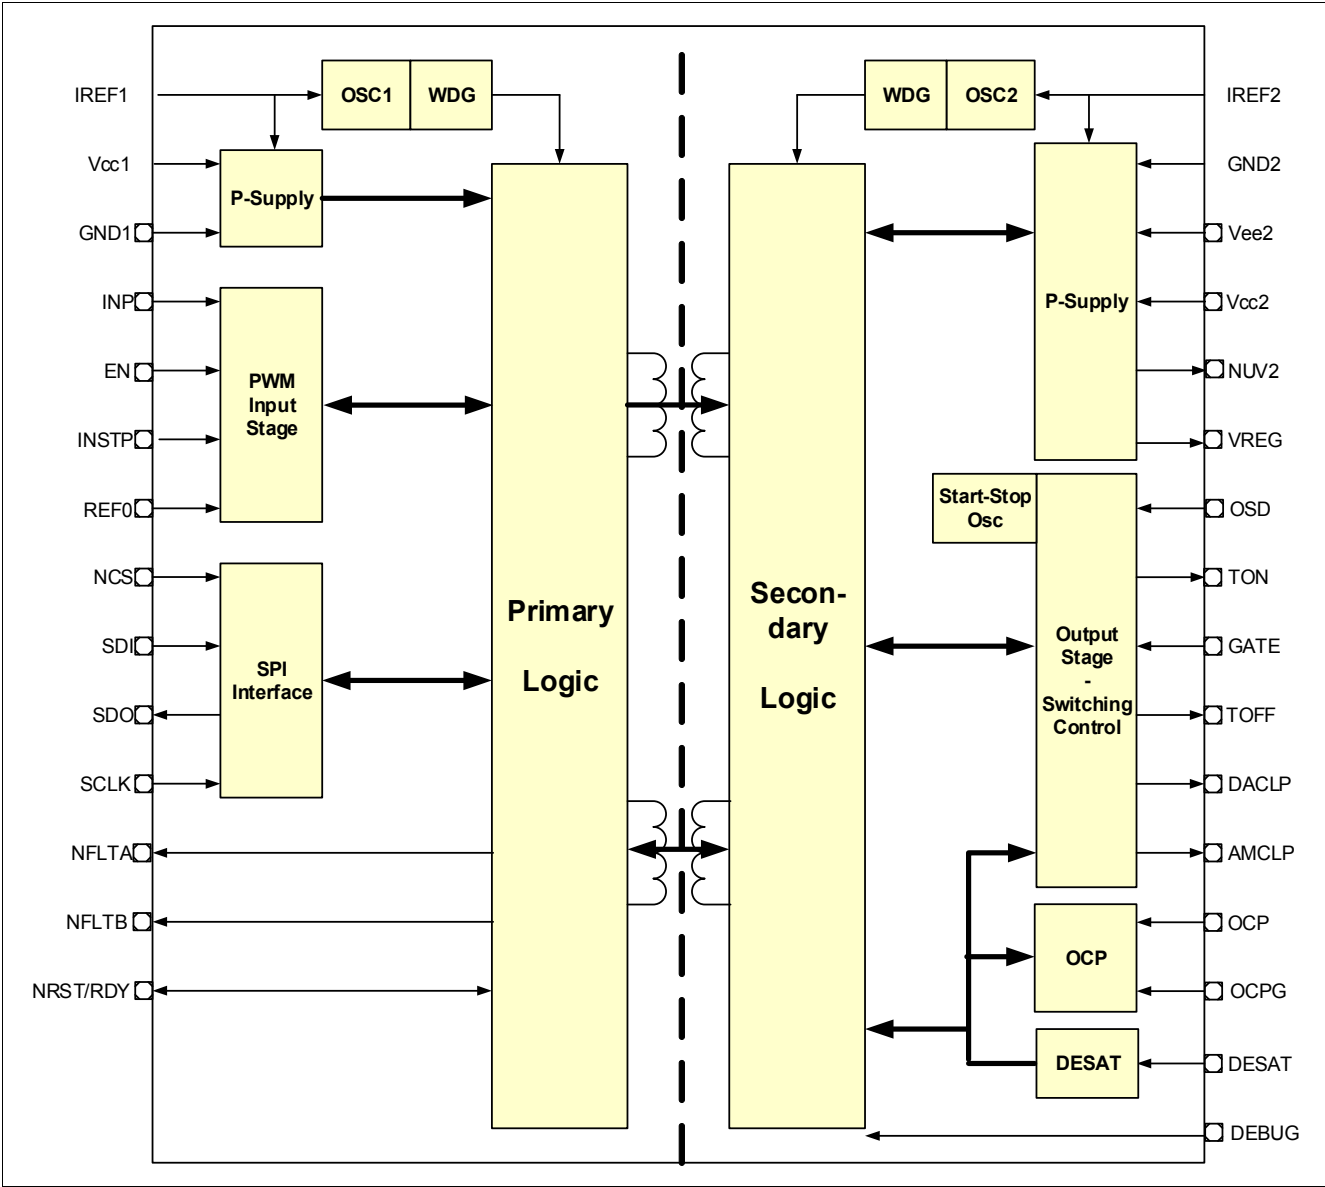 IREF1
OSC1
WDG
WDG
OSC2
IREF2
Vcc1
P-Supply
GND2
GND1
Vee2
INP
P-Supply
Vcc2
EN
PWM
Input
Stage
NUV2
INSTP
VREG
REF0
Start-Stop
Osc
OSD
NCS
TON
SDI
SPI
Interface
Primary
Logic
Secon-
dary
Logic
Output
Stage
-
Switching
Control
GATE
SDO
TOFF
SCLK
DACLP
NFLTA
AMCLP
NFLTB
OCP
OCP
NRST/RDY
OCPG
DESAT
DESAT
DEBUG